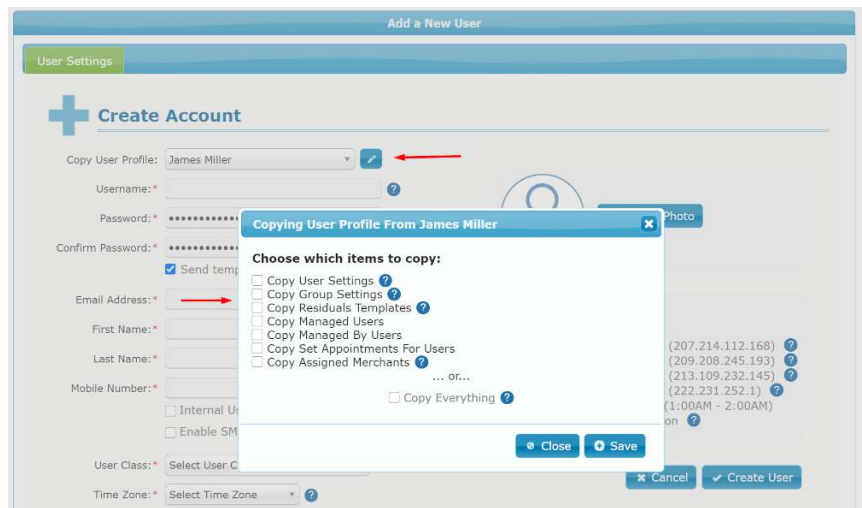 Add a New User
User Settings
Create Account
Copy User Profile: James Miller
Username:*
Password:*
Photo
Confirm Password:*
Send temp
Email Address:*
First Name:*
Last Name:*
Mobile Number:*
Internal Us
Enable SM
User Class:* Select User C
Time Zone:* Select Time Zone
Copying User Profile From James Miller
Choose which items to copy:
Copy User Settings
Copy Group Settings
Copy Residuals Templates
Copy Managed Users
Copy Managed By Users
Copy Set Appointments For Users
Copy Assigned Merchants
... or...
Copy Everything
Close Save
(207.214.112.168)
(209.208.245.193)
(213.109.232.145)
(222.231.252.1)
(1:00AM - 2:00AM)
on
Cancel Create User